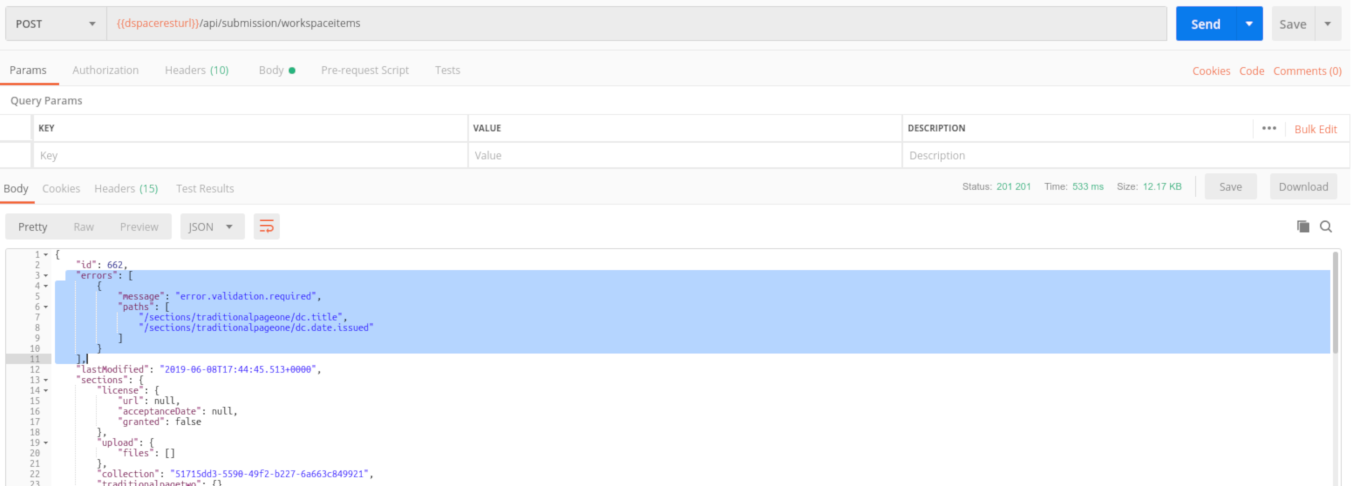 POST {{dspaceresturl}}/api/submission/workspaceitems Send Save
Params Authorization Headers (10) Body Pre-request Script Tests Cookies Code Comments (0)
Query Params
KEY VALUE DESCRIPTION ••• Bulk Edit
Key Value Description
Body Cookies Headers (15) Test Results Status: 201 201 Time: 533 ms Size: 12.17 KB Save Download
Pretty Raw Preview JSON
1 {
2 "id": 662,
3 "errors": [
4 {
5 "message": "error.validation.required",
6 "paths": [
7 "/sections/traditionalpageone/dc.title",
8 "/sections/traditionalpageone/dc.date.issued"
9 ]
10 }
11 ],
12 "lastModified": "2019-06-08T17:44:45.513+0000",
13 "sections": {
14 "license": {
15 "url": null,
16 "acceptanceDate": null,
17 "granted": false
18 },
19 "upload": {
20 "files": []
21 },
22 "collection": "51715dd3-5590-49f2-b227-6a663c849921",
23 "traditionalpagetwo": {}